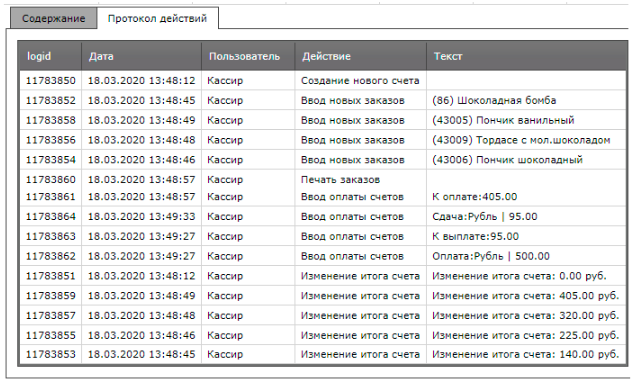 Содержание Протокол действий
logid Дата Пользователь Действие Текст
11783850 18.03.2020 13:48:12 Кассир Создание нового счета
11783852 18.03.2020 13:48:45 Кассир Ввод новых заказов (86) Шоколадная бомба
11783858 18.03.2020 13:48:49 Кассир Ввод новых заказов (43005) Пончик ванильный
11783856 18.03.2020 13:48:48 Кассир Ввод новых заказов (43009) Тордасе с мол.шоколадом
11783854 18.03.2020 13:48:46 Кассир Ввод новых заказов (43006) Пончик шоколадный
11783860 18.03.2020 13:48:57 Кассир Печать заказов
11783861 18.03.2020 13:48:57 Кассир Ввод оплаты счетов К оплате:405.00
11783864 18.03.2020 13:49:33 Кассир Ввод оплаты счетов Сдача:Рубль | 95.00
11783863 18.03.2020 13:49:27 Кассир Ввод оплаты счетов К выплате:95.00
11783862 18.03.2020 13:49:27 Кассир Ввод оплаты счетов Оплата:Рубль | 500.00
11783851 18.03.2020 13:48:12 Кассир Изменение итога счета Изменение итога счета: 0.00 руб.
11783859 18.03.2020 13:48:49 Кассир Изменение итога счета Изменение итога счета: 405.00 руб.
11783857 18.03.2020 13:48:48 Кассир Изменение итога счета Изменение итога счета: 320.00 руб.
11783855 18.03.2020 13:48:46 Кассир Изменение итога счета Изменение итога счета: 225.00 руб.
11783853 18.03.2020 13:48:45 Кассир Изменение итога счета Изменение итога счета: 140.00 руб.